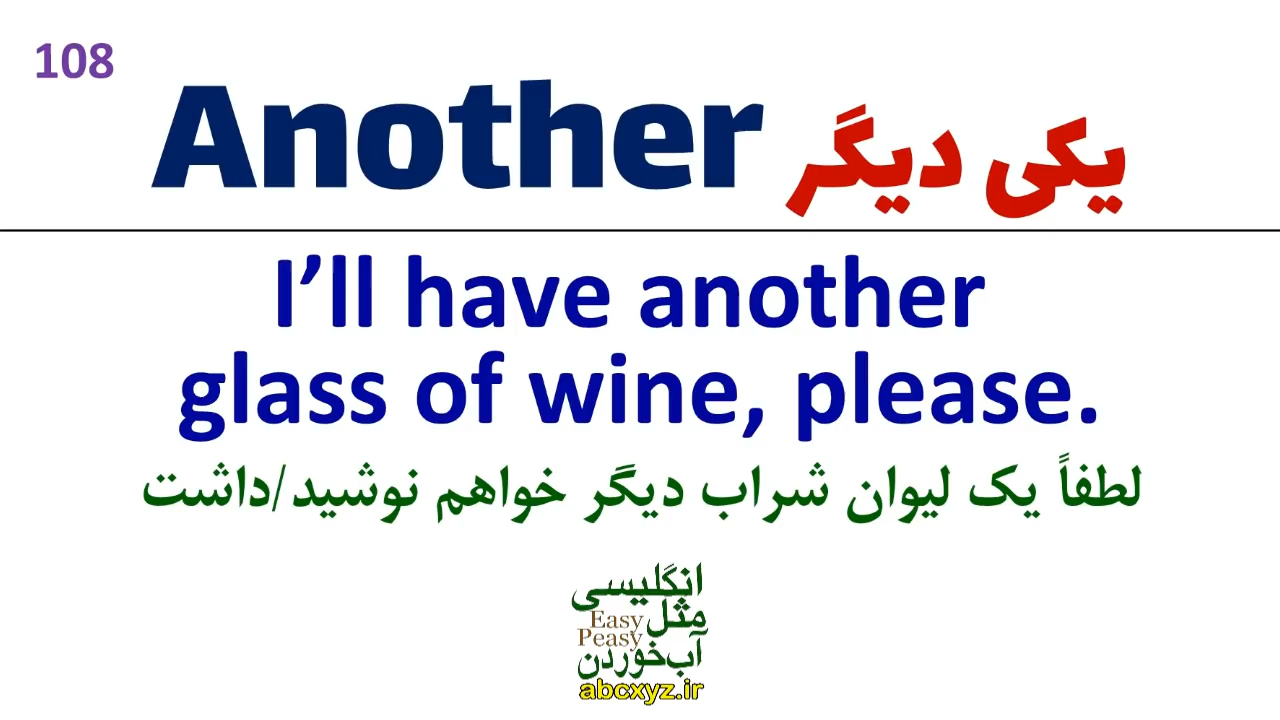 108
Another یکی دیگر
I’ll have another
glass of wine, please.
لطفاً یک لیوان شراب دیگر خواهم نوشید/داشت
انگلیسی
مثل Easy
Peasy
آب‌خوردن
abcxyz.ir